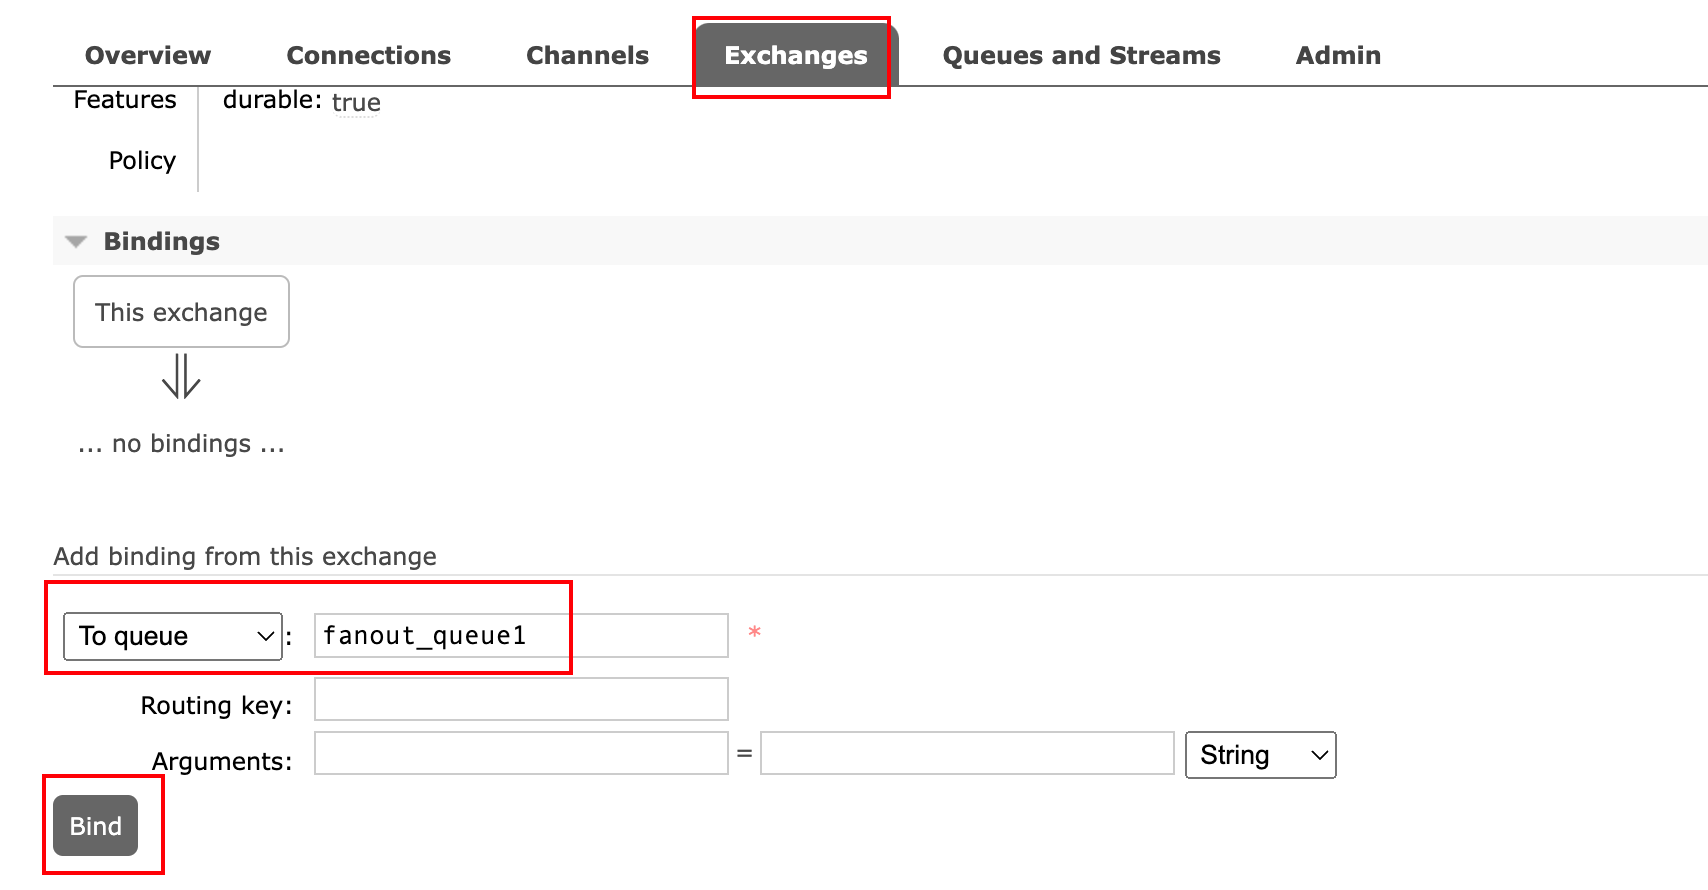 Overview Connections Channels Exchanges Queues and Streams Admin
Features durable: true
Policy
Bindings
This exchange
... no bindings ...
Add binding from this exchange
To queue : fanout_queue1 *
Routing key:
Arguments: = String
Bind